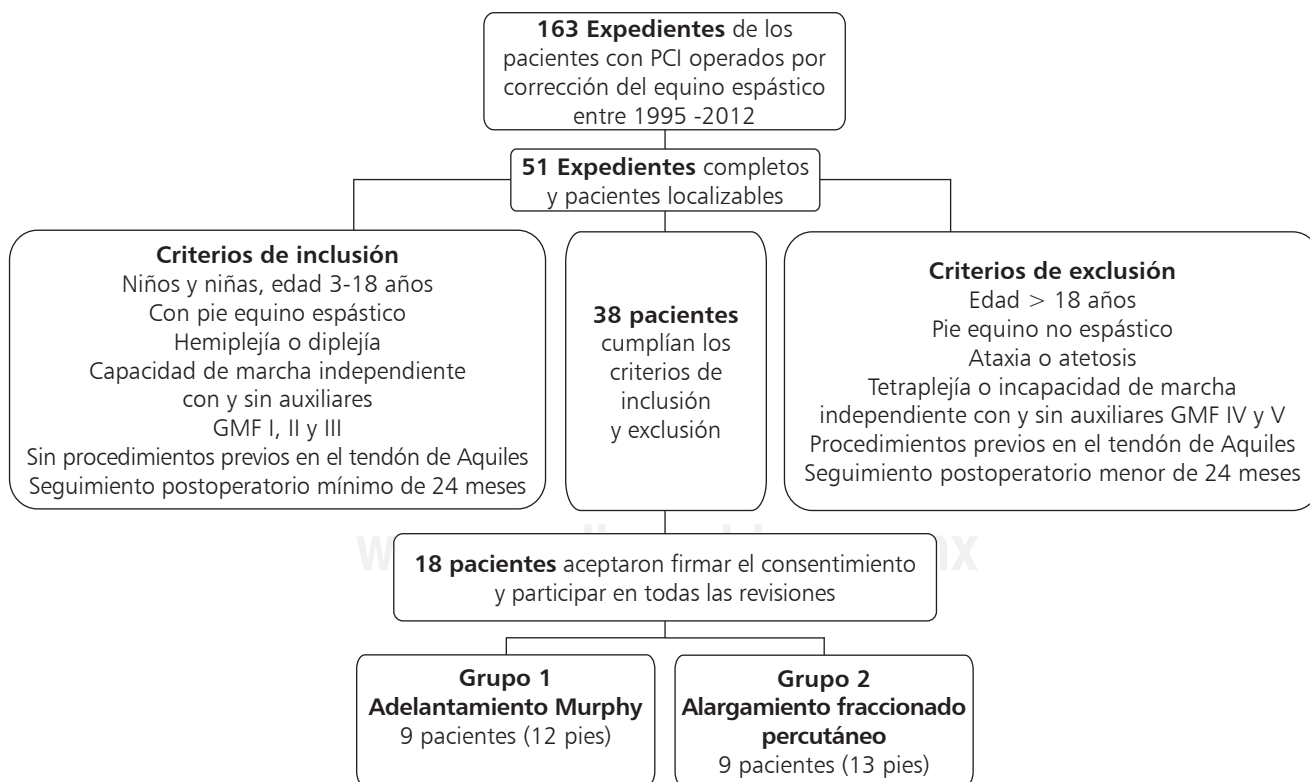 163 Expedientes de los
pacientes con PCI operados por
corrección del equino espástico
entre 1995 -2012
51 Expedientes completos
y pacientes localizables
Criterios de inclusión
Niños y niñas, edad 3-18 años
Con pie equino espástico
Hemiplejía o diplejía
Capacidad de marcha independiente
con y sin auxiliares
GMF I, II y III
Sin procedimientos previos en el tendón de Aquiles
Seguimiento postoperatorio mínimo de 24 meses
38 pacientes
cumplían los
criterios de
inclusión
y exclusión
Criterios de exclusión
Edad > 18 años
Pie equino no espástico
Ataxia o atetosis
Tetraplejía o incapacidad de marcha
independiente con y sin auxiliares GMF IV y V
Procedimientos previos en el tendón de Aquiles
Seguimiento postoperatorio menor de 24 meses
18 pacientes aceptaron firmar el consentimiento
y participar en todas las revisiones
Grupo 1
Adelantamiento Murphy
9 pacientes (12 pies)
Grupo 2
Alargamiento fraccionado
percutáneo
9 pacientes (13 pies)